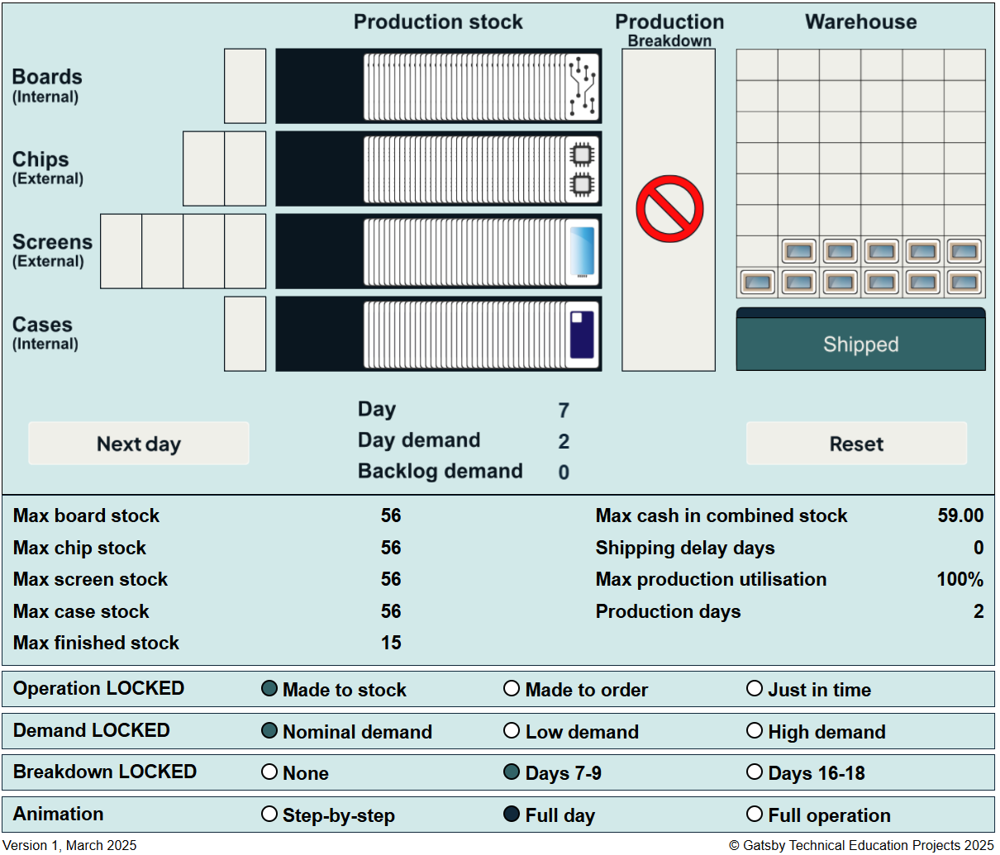 Production stock
Production
Breakdown
Warehouse
Boards
(Internal)
Chips
(External)
Screens
(External)
Cases
(Internal)
Shipped
Day 7
Day demand 2
Backlog demand 0
Next day
Reset
Max board stock 56
Max cash in combined stock 59.00
Max chip stock 56
Shipping delay days 0
Max screen stock 56
Max production utilisation 100%
Max case stock 56
Production days 2
Max finished stock 15
Operation LOCKED Made to stock Made to order Just in time
Demand LOCKED Nominal demand Low demand High demand
Breakdown LOCKED None Days 7-9 Days 16-18
Animation Step-by-step Full day Full operation
Version 1, March 2025
© Gatsby Technical Education Projects 2025